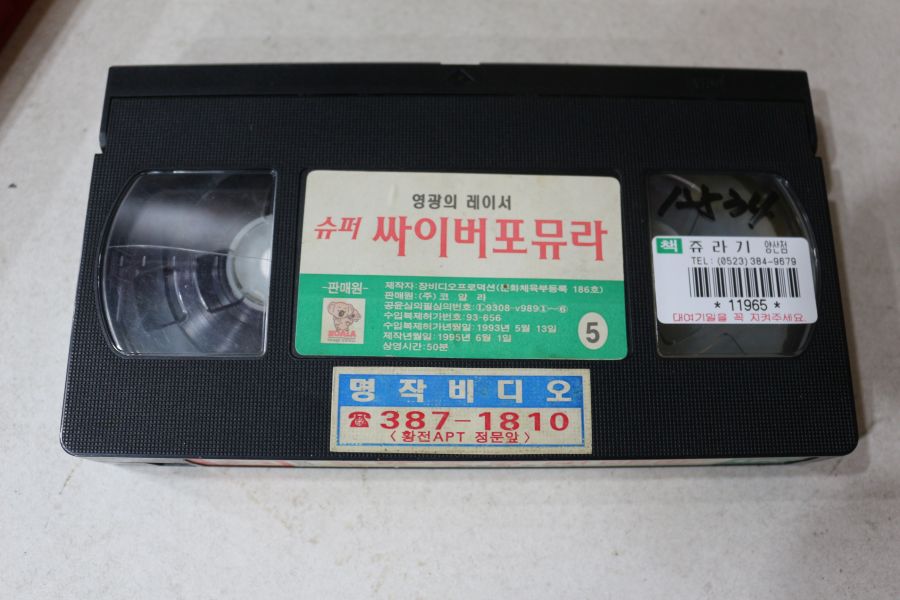 영광의 레이서
슈퍼 싸이버포뮤라
-판매원-
KOALA
제작자:장비디오프로덕션(문화체육부등록 186호)
판매원:(주)코 알 라
공윤심의필심의번호:
수입복제허가번호:93-656
수입복제허가년월일:1993년 5월 13일
제작년월일:1995년 6월 1일
상영시간:50분
5
책 쥬라기 양산점
TEL: (0523) 384-9679
* 11965 *
대여기일을 꼭 지켜주세요.
명작비디오
☎387-1810
<황전APT 정문앞>